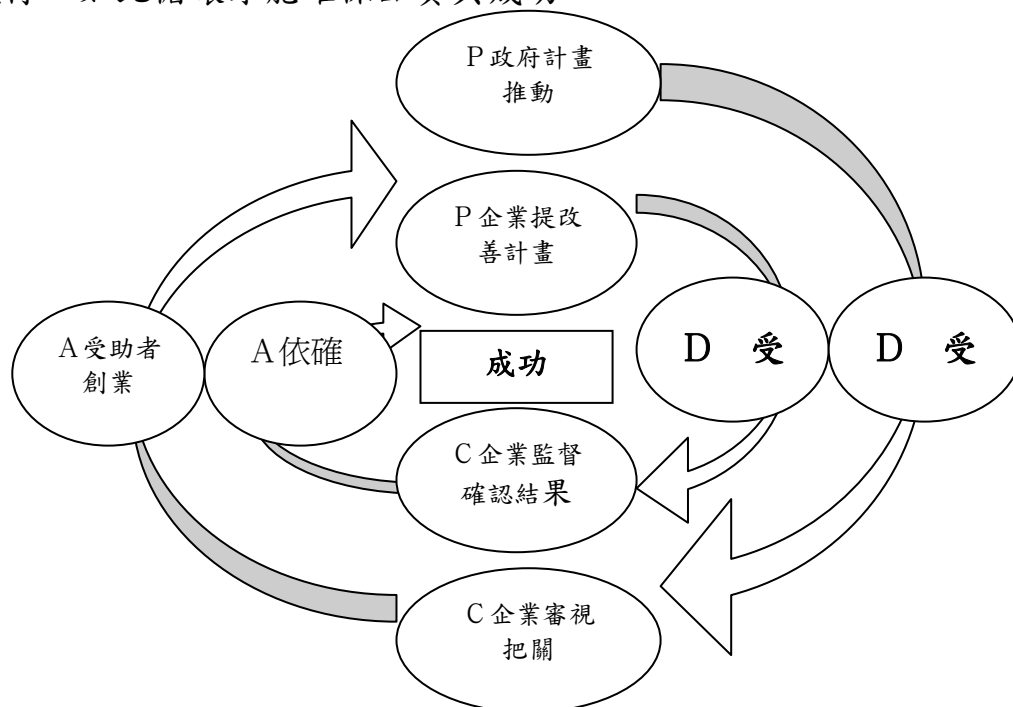 P政府計畫
推動
P企業提改
善計畫
A受助者
創業
A依確
成功
D 受
D 受
C企業監督
確認結果
C企業審視
把關